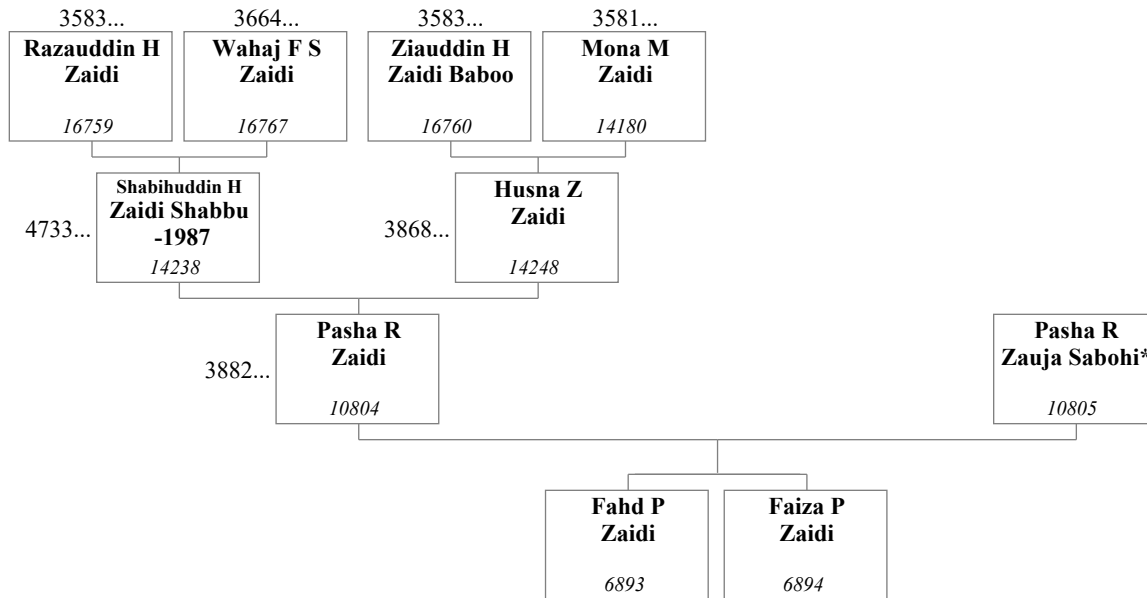 3583...
3664...
3583...
3581...
Razauddin H
Zaidi
16759
Wahaj F S
Zaidi
16767
Ziauddin H
Zaidi Baboo
16760
Mona M
Zaidi
14180
4733...
Shabihuddin H
Zaidi Shabbu
-1987
14238
3868...
Husna Z
Zaidi
14248
3882...
Pasha R
Zaidi
10804
Pasha R
Zauja Sabohi*
10805
Fahd P
Zaidi
6893
Faiza P
Zaidi
6894